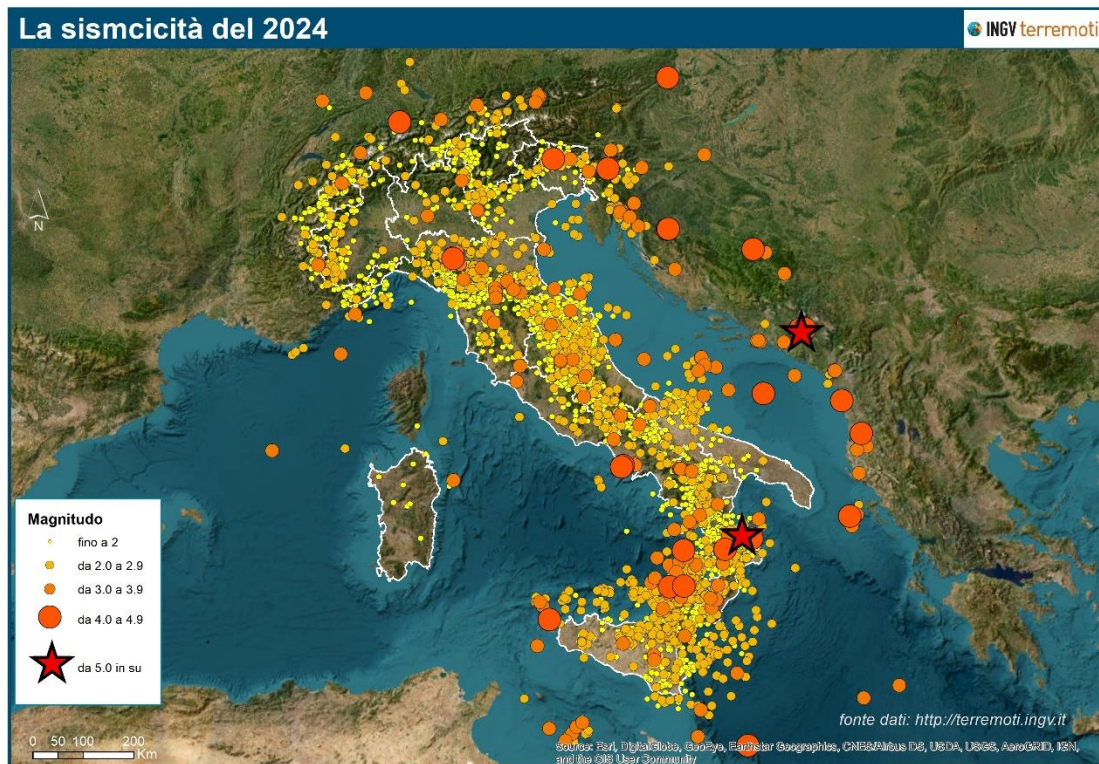 La sismcicità del 2024
INGV terremoti
N
Magnitudo
fino a 2
da 2.0 a 2.9
da 3.0 a 3.9
da 4.0 a 4.9
da 5.0 in su
0 50 100 200
Km
fonte dati: http://terremoti.ingv.it
Source: Esri, DigitalGlobe, GeoEye, Earthstar Geographics, CNES/Airbus DS, USDA, USGS, AeroGRID, IGN,
and the GIS User Community